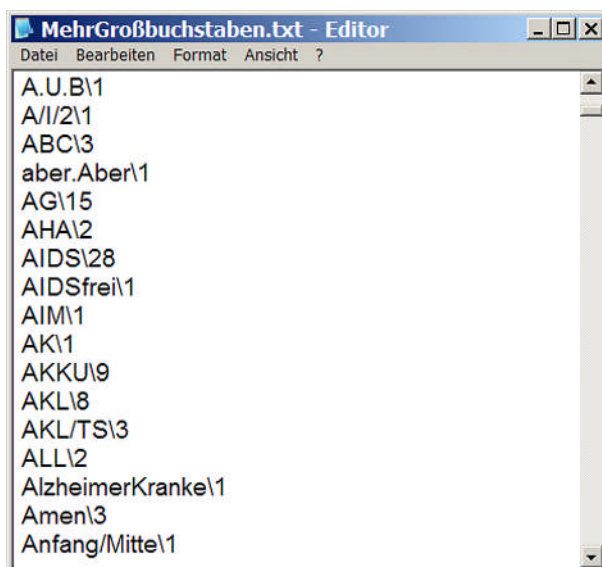 MehrGroßbuchstaben.txt - Editor
Datei Bearbeiten Format Ansicht ?
A.U.B\1
A/I/2\1
ABC\3
aber.Aber\1
AG\15
AHA\2
AIDS\28
AIDSfrei\1
AIM\1
AK\1
AKKU\9
AKL\8
AKL/TS\3
ALL\2
AlzheimerKranke\1
Amen\3
Anfang/Mitte\1